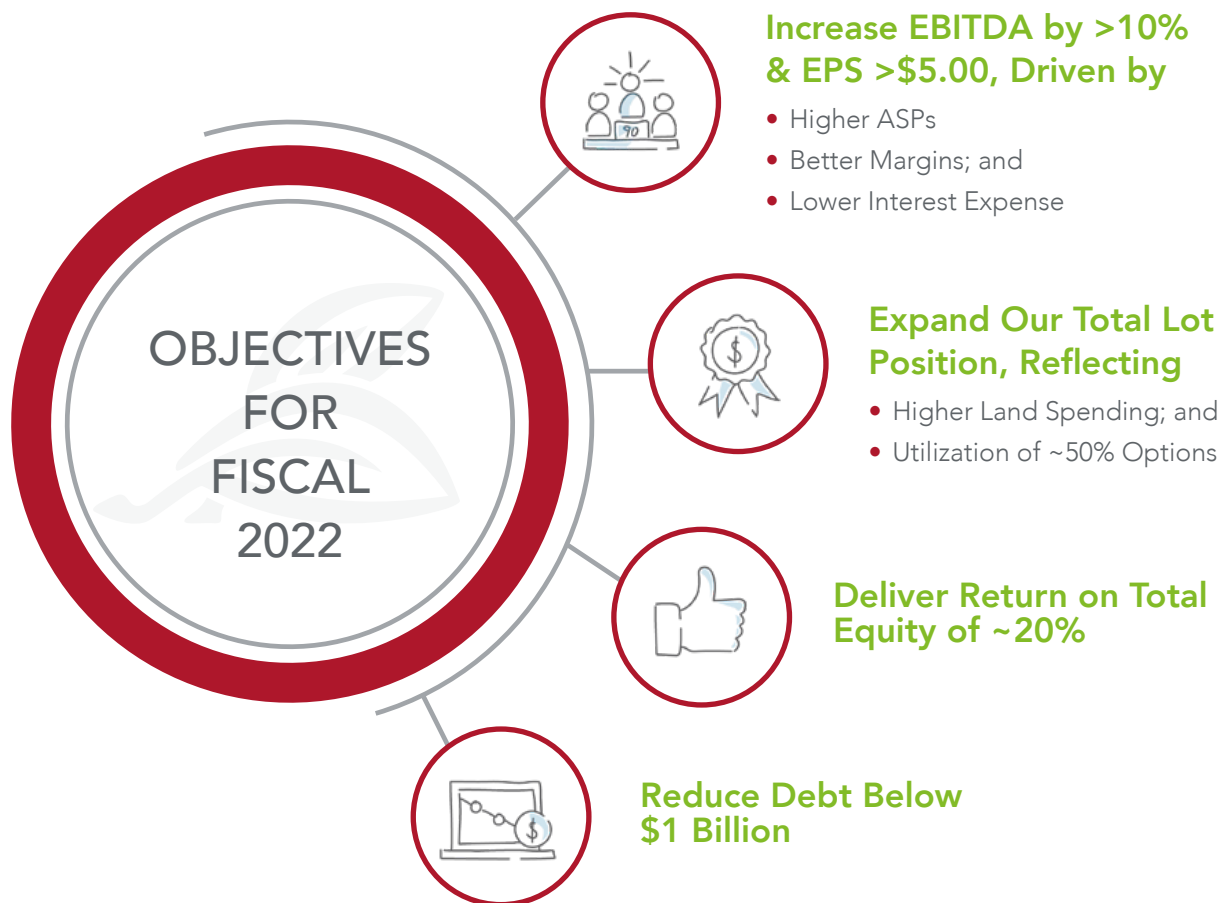 OBJECTIVES
FOR
FISCAL
2022
Increase EBITDA by >10%
& EPS >$5.00, Driven by
• Higher ASPs
• Better Margins; and
• Lower Interest Expense
90
Expand Our Total Lot
Position, Reflecting
• Higher Land Spending; and
• Utilization of ~50% Options
$
Deliver Return on Total
Equity of ~20%
Reduce Debt Below
$1 Billion
$